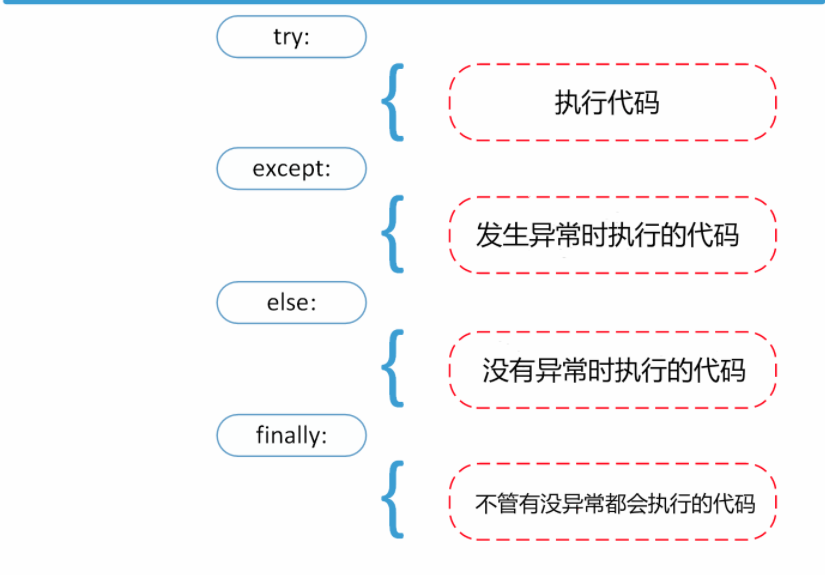 try:
执行代码
except:
发生异常时执行的代码
else:
没有异常时执行的代码
finally:
不管有没异常都会执行的代码